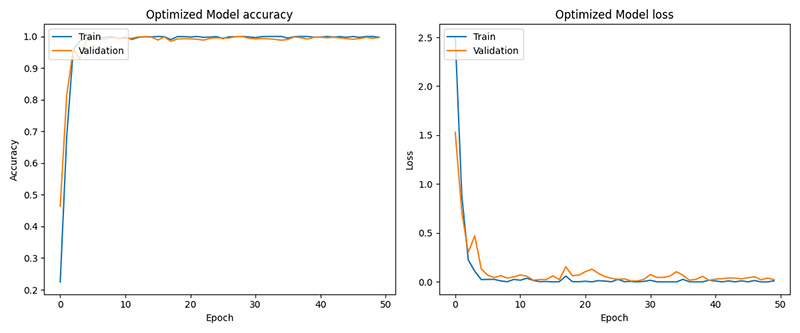 Optimized Model accuracy
Train
Validation
1.0
0.9
0.8
0.7
0.6
0.5
0.4
0.3
0.2
Accuracy
0
10
20
30
40
50
Epoch
Optimized Model loss
Train
Validation
2.5
2.0
1.5
1.0
0.5
0.0
Loss
0
10
20
30
40
50
Epoch